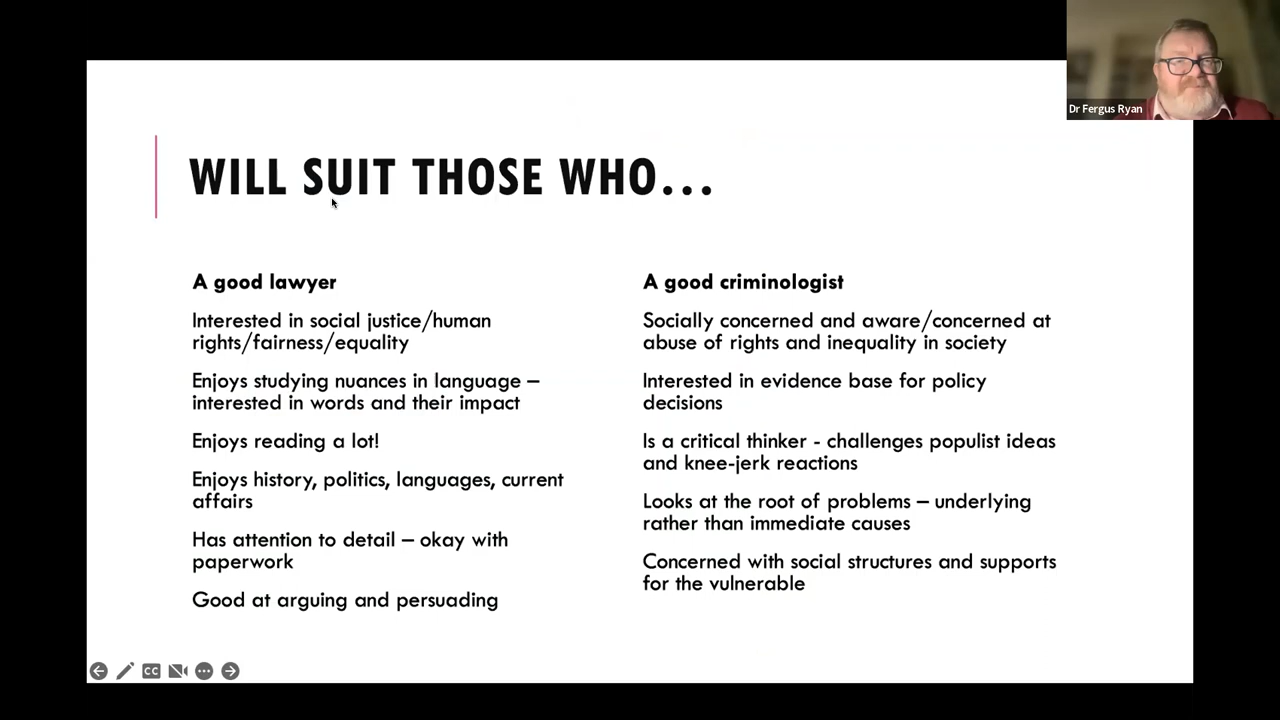 Dr Fergus Ryan
WILL SUIT THOSE WHO...
A good lawyer
Interested in social justice/human
rights/fairness/equality
Enjoys studying nuances in language –
interested in words and their impact
Enjoys reading a lot!
Enjoys history, politics, languages, current
affairs
Has attention to detail – okay with
paperwork
Good at arguing and persuading
A good criminologist
Socially concerned and aware/concerned at
abuse of rights and inequality in society
Interested in evidence base for policy
decisions
Is a critical thinker - challenges populist ideas
and knee-jerk reactions
Looks at the root of problems – underlying
rather than immediate causes
Concerned with social structures and supports
for the vulnerable
CC